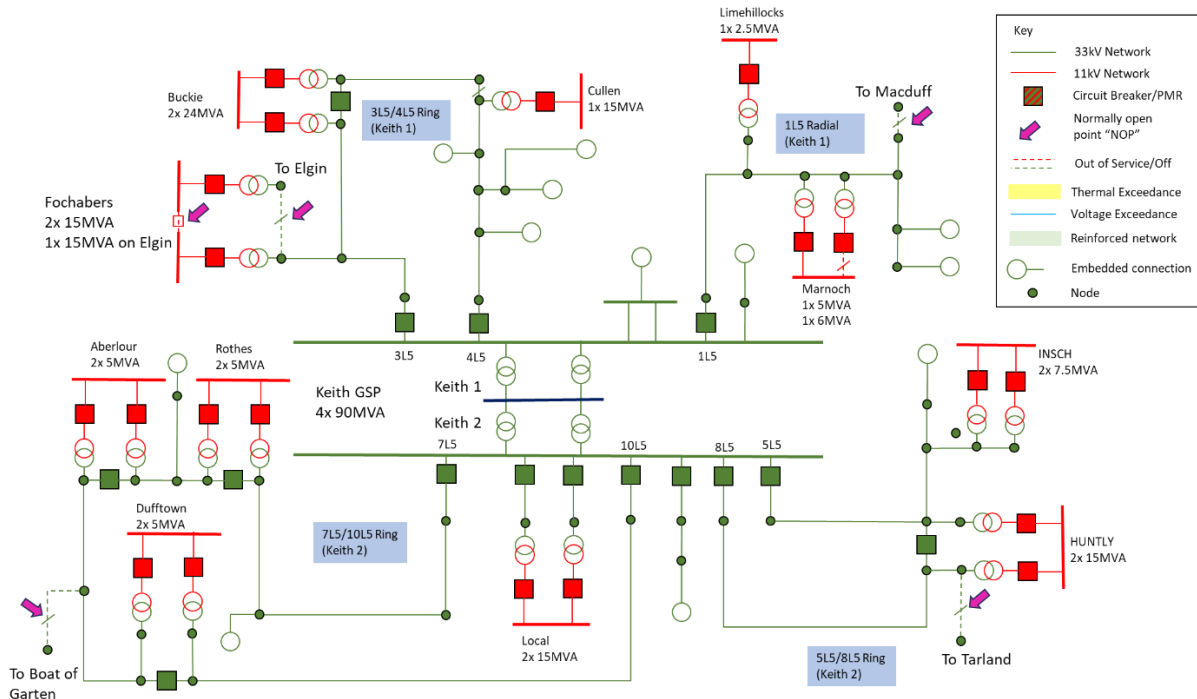 Limehillocks
1x 2.5MVA
Key
33kV Network
11kV Network
Circuit Breaker/PMR
Normally open
point “NOP”
Out of Service/Off
Thermal Exceedance
Voltage Exceedance
Reinforced network
Embedded connection
Node
Buckie
2x 24MVA
3L5/4L5 Ring
(Keith 1)
Cullen
1x 15MVA
1L5 Radial
(Keith 1)
To Macduff
To Elgin
Fochabers
2x 15MVA
1x 15MVA on Elgin
Marnoch
1x 5MVA
1x 6MVA
3L5
4L5
1L5
Aberlour
2x 5MVA
Rothes
2x 5MVA
Keith GSP
4x 90MVA
Keith 1
Keith 2
INSCH
2x 7.5MVA
7L5
10L5
8L5
5L5
Dufftown
2x 5MVA
7L5/10L5 Ring
(Keith 2)
HUNTLY
2x 15MVA
Local
2x 15MVA
To Boat of
Garten
5L5/8L5 Ring
(Keith 2)
To Tarland